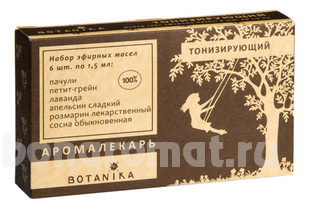 Набор эфирных масел
6 шт. по 1,5 мл:
пачули
петит-грейн
лаванда
апельсин сладкий
розмарин лекарственный
сосна обыкновенная
100%
ТОНИЗИРУЮЩИЙ
АРОМАЛЕКАРЬ
BOTANIKA
bonaromat.ru